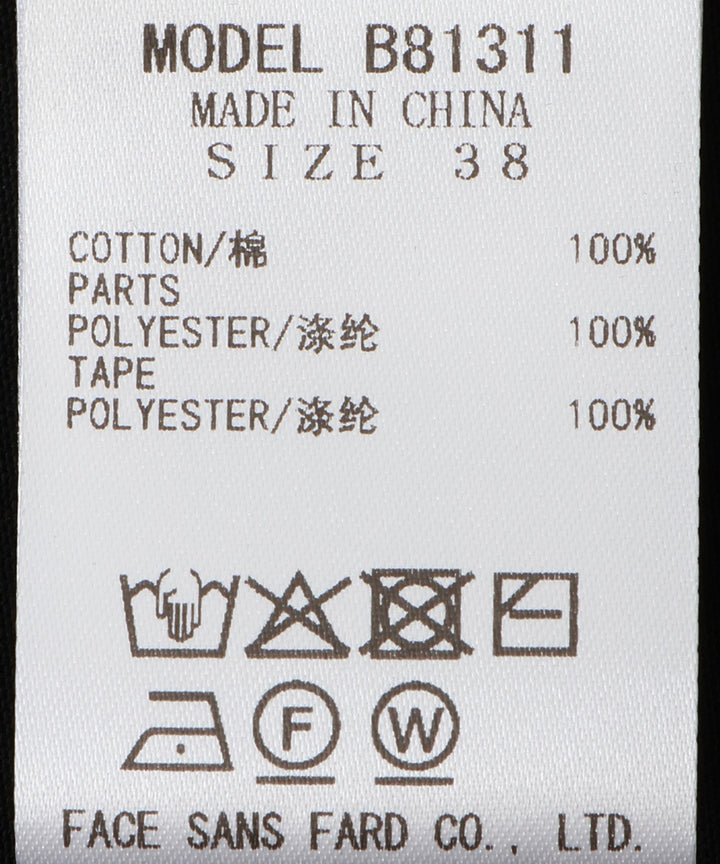 MODEL B81311
MADE IN CHINA
SIZE 38
COTTON/棉 100%
PARTS
POLYESTER/涤纶 100%
TAPE
POLYESTER/涤纶 100%
F W
FACE SANS FARD CO., LTD.